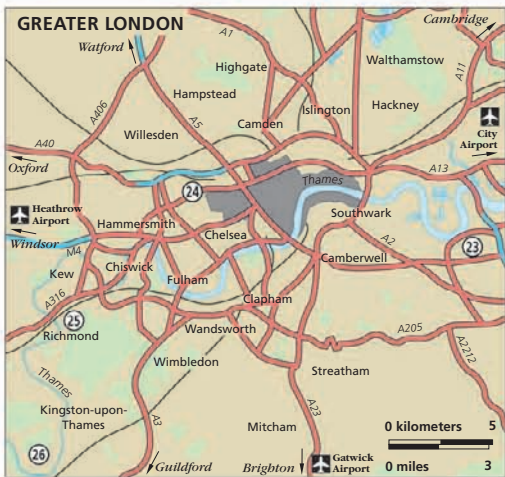 GREATER LONDON
Cambridge
Watford
A1
Walthamstow
Highgate
A11
A406
Hampstead
Islington
Hackney
A5
Camden
Willesden
City
Airport
A40
Oxford
A13
Thames
24
Heathrow
Airport
Southwark
Hammersmith
Chelsea
A2
Windsor
M4
23
Camberwell
Kew
Chiswick
Fulham
A316
Clapham
25
Wandsworth
A205
Richmond
A2212
Wimbledon
Streatham
Thames
Kingston-upon-
Thames
A3
Mitcham
A23
0 kilometers 5
26
Guildford
Brighton
Gatwick
Airport
0 miles 3